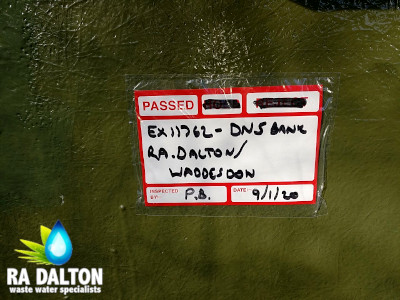 PASSED
EX11762 - DNS BANK
RA.DALTON/
WADDESDON
INSPECTED BY P.B. DATE 9/1/20
RA DALTON
waste water specialists